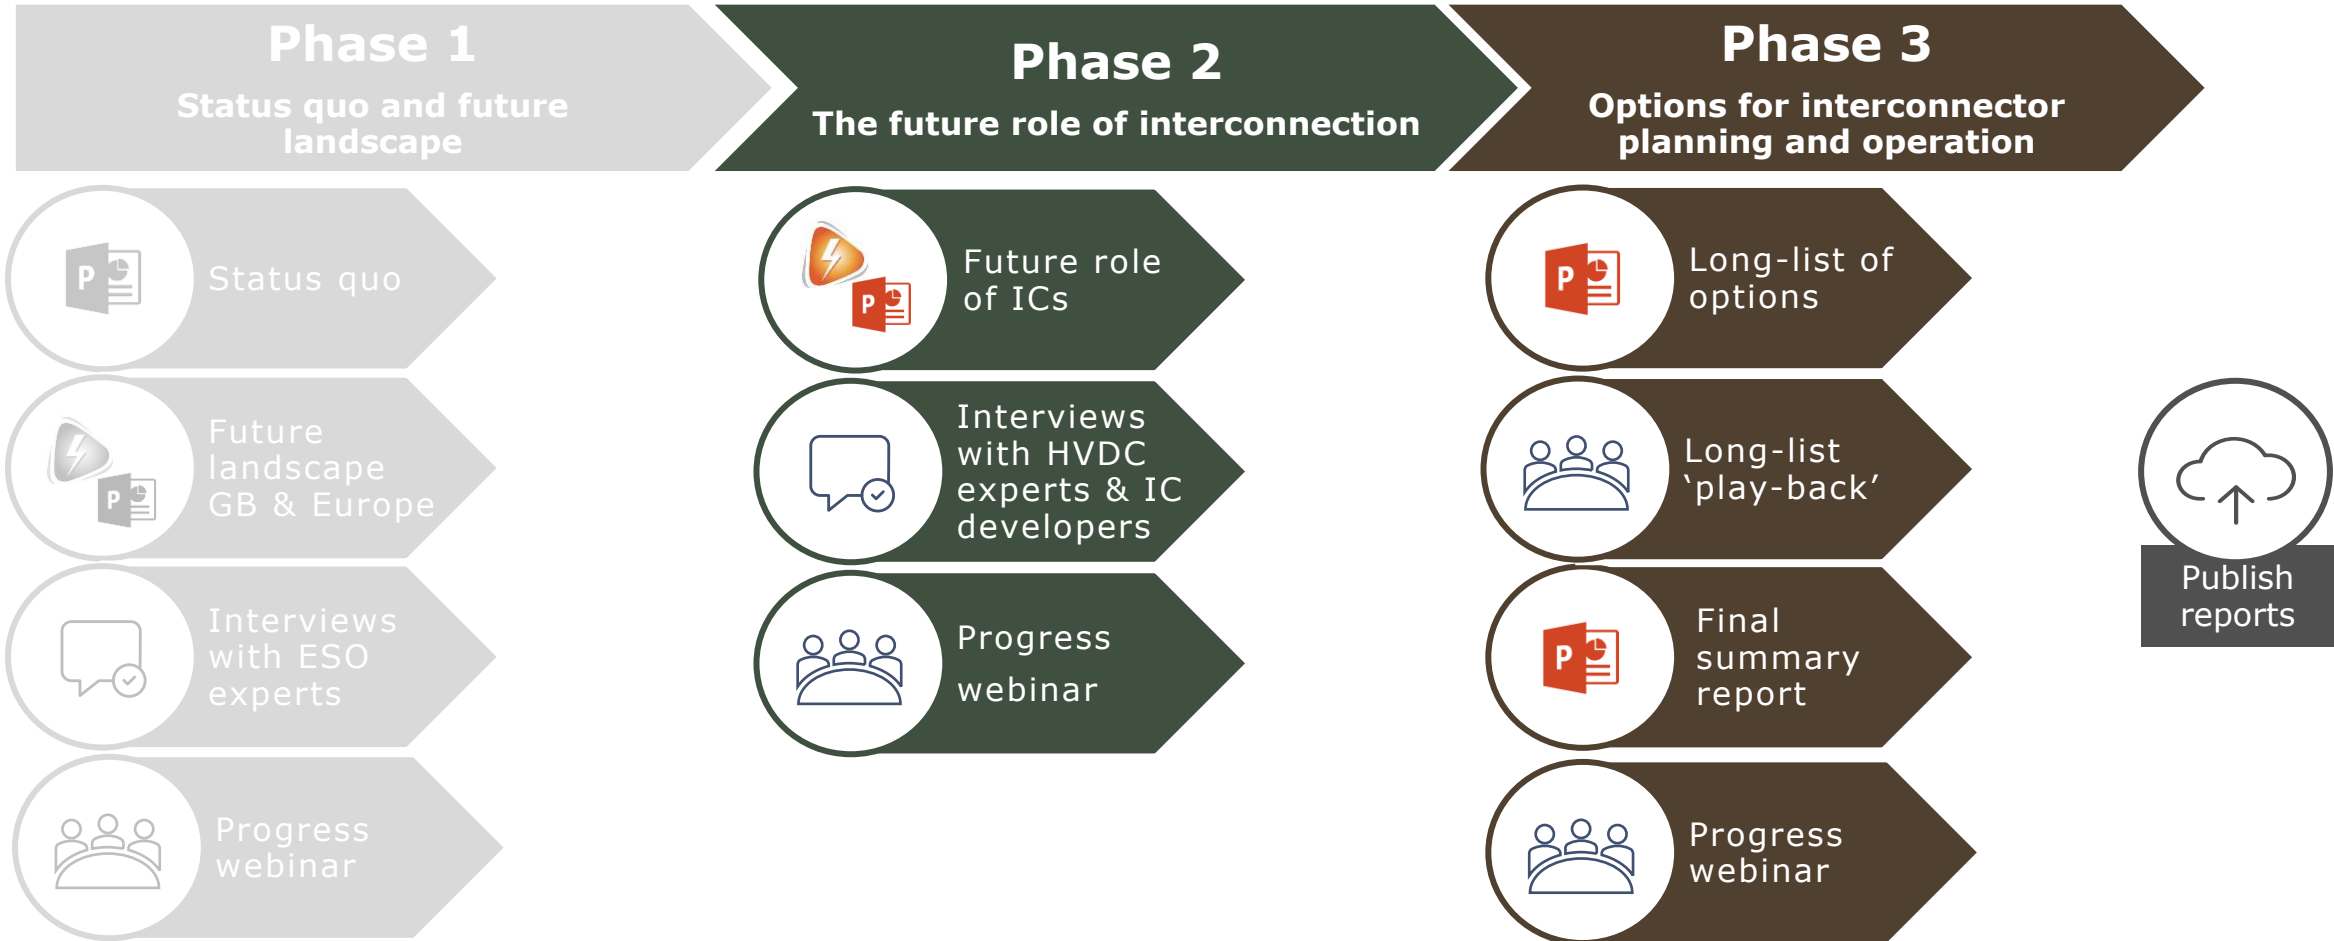 Phase 1
Status quo and future
landscape
Phase 2
The future role of interconnection
Phase 3
Options for interconnector
planning and operation
P
Status quo
P
Future
landscape
GB & Europe
Interviews
with ESO
experts
Progress
webinar
P
Future role
of ICs
Interviews
with HVDC
experts & IC
developers
Progress
webinar
P
Long-list of
options
Long-list
‘play-back’
P
Final
summary
report
Progress
webinar
Publish
reports